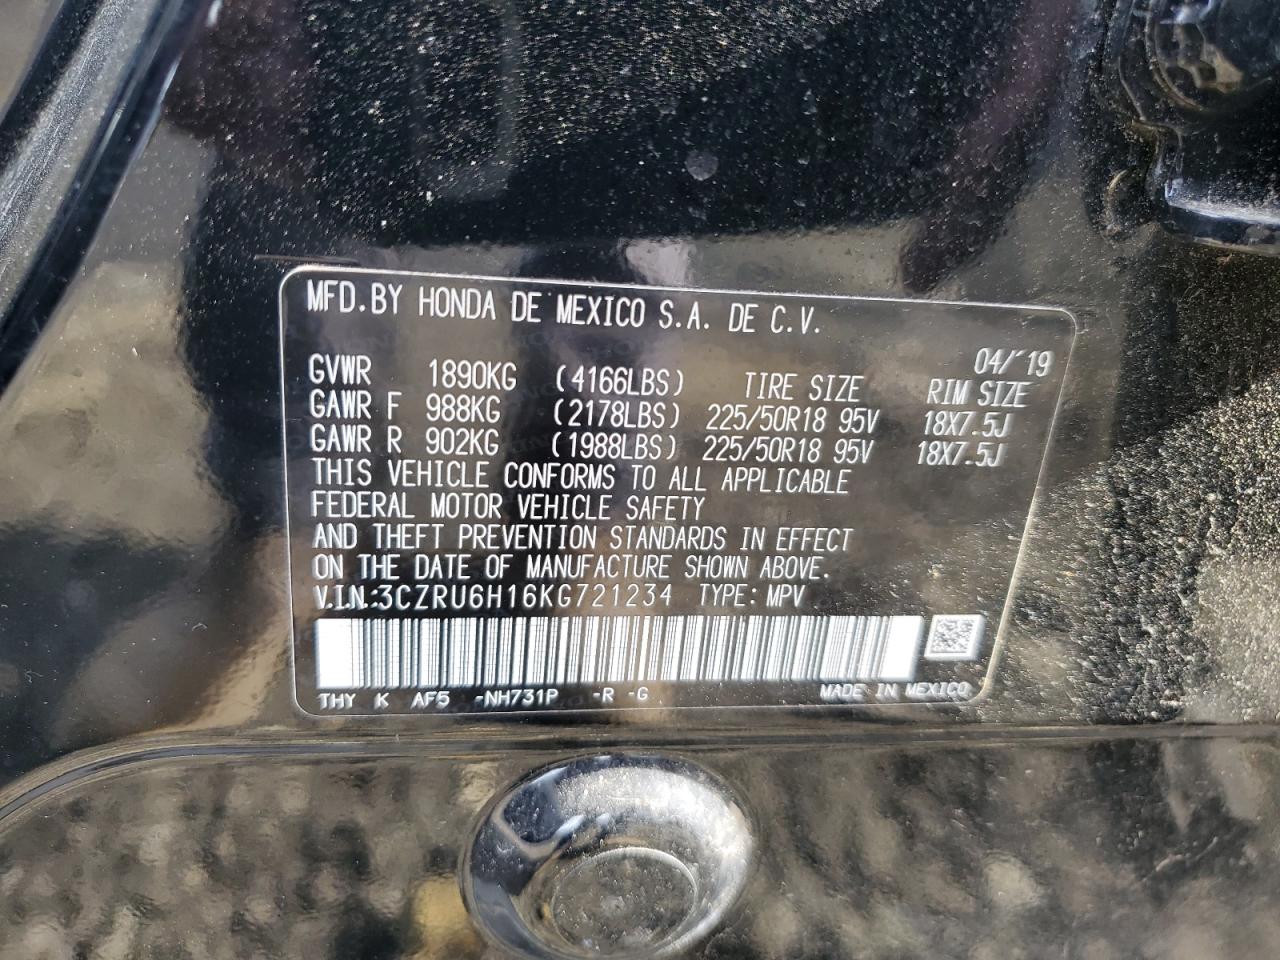 MFD.BY HONDA DE MEXICO S.A. DE C.V.
04/'19
GVWR 1890KG (4166LBS) TIRE SIZE RIM SIZE
GAWR F 988KG (2178LBS) 225/50R18 95V 18X7.5J
GAWR R 902KG (1988LBS) 225/50R18 95V 18X7.5J
THIS VEHICLE CONFORMS TO ALL APPLICABLE
FEDERAL MOTOR VEHICLE SAFETY
AND THEFT PREVENTION STANDARDS IN EFFECT
ON THE DATE OF MANUFACTURE SHOWN ABOVE.
V.I.N.:3CZRU6H16KG721234 TYPE: MPV
THY K AF5 -NH731P -R -G MADE IN MEXICO